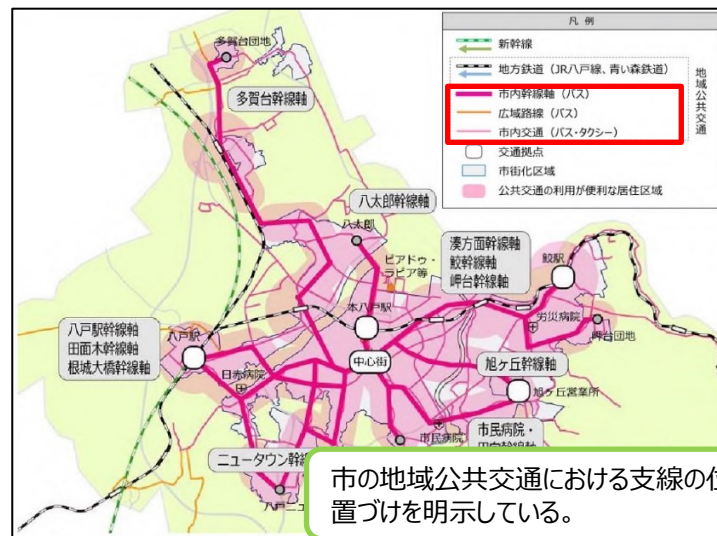 凡 例
新幹線
地方鉄道（JR八戸線、青い森鉄道）
市内幹線軸（バス）
広域路線（バス）
市内交通（バス・タクシー）
交通拠点
市街化区域
公共交通の利用が便利な居住区域
地域公共交通
多賀台団地
多賀台幹線軸
八太郎幹線軸
八太郎
ピアドゥ・
ラピア等
湊方面幹線軸
鮫幹線軸
岬台幹線軸
鮫駅
本八戸駅
労災病院
岬台団地
八戸駅幹線軸
田面木幹線軸
根城大橋幹線軸
八戸駅
中心街
日赤病院
旭ヶ丘幹線軸
旭ヶ丘営業所
市民病院
市民病院・
ニュータウン幹線
八戸ニュ
市の地域公共交通における支線の位
置づけを明示している。